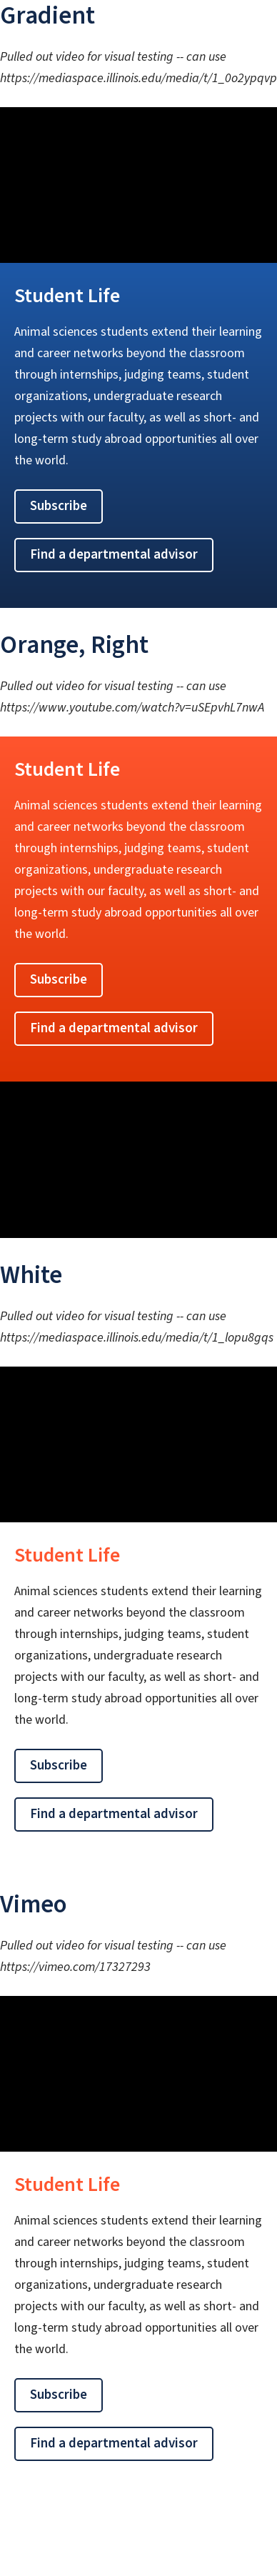 Gradient
Pulled out video for visual testing -- can use
https://mediaspace.illinois.edu/media/t/1_0o2ypqvp
Student Life
Animal sciences students extend their learning
and career networks beyond the classroom
through internships, judging teams, student
organizations, undergraduate research
projects with our faculty, as well as short- and
long-term study abroad opportunities all over
the world.
Subscribe
Find a departmental advisor
Orange, Right
Pulled out video for visual testing -- can use
https://www.youtube.com/watch?v=uSEpvhL7nwA
Student Life
Animal sciences students extend their learning
and career networks beyond the classroom
through internships, judging teams, student
organizations, undergraduate research
projects with our faculty, as well as short- and
long-term study abroad opportunities all over
the world.
Subscribe
Find a departmental advisor
White
Pulled out video for visual testing -- can use
https://mediaspace.illinois.edu/media/t/1_lopu8gqs
Student Life
Animal sciences students extend their learning
and career networks beyond the classroom
through internships, judging teams, student
organizations, undergraduate research
projects with our faculty, as well as short- and
long-term study abroad opportunities all over
the world.
Subscribe
Find a departmental advisor
Vimeo
Pulled out video for visual testing -- can use
https://vimeo.com/17327293
Student Life
Animal sciences students extend their learning
and career networks beyond the classroom
through internships, judging teams, student
organizations, undergraduate research
projects with our faculty, as well as short- and
long-term study abroad opportunities all over
the world.
Subscribe
Find a departmental advisor